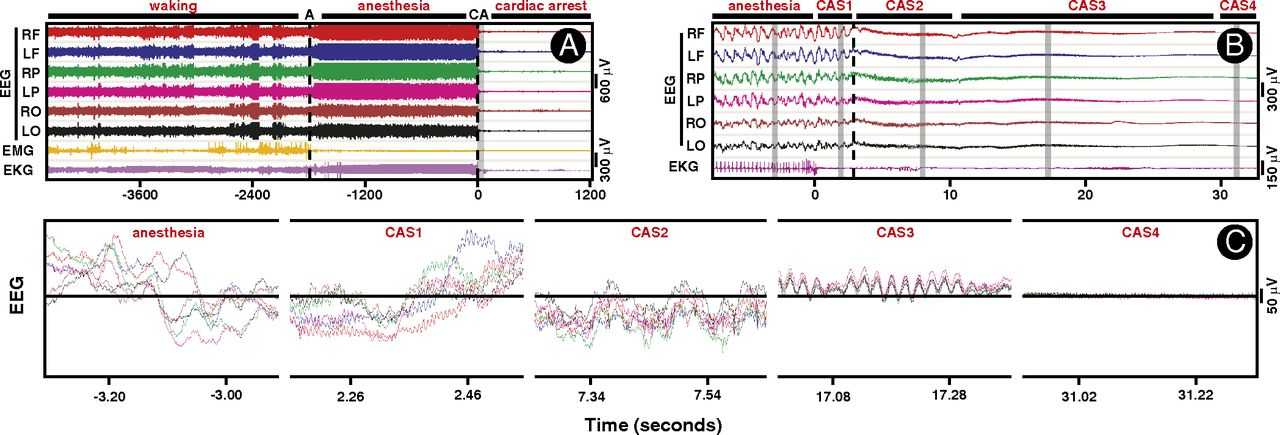 waking A anesthesia CA cardiac arrest
EEG
RF
LF
RP
LP
RO
LO
EMG
EKG
A
600 µV
300 µV
-3600 -2400 -1200 0 1200
anesthesia CAS1 CAS2 CAS3 CAS4
EEG
RF
LF
RP
LP
RO
LO
EKG
B
300 µV
150 µV
0 10 20 30
anesthesia CAS1 CAS2 CAS3 CAS4
C
EEG
50 µV
-3.20 -3.00 2.26 2.46 7.34 7.54 17.08 17.28 31.02 31.22
Time (seconds)